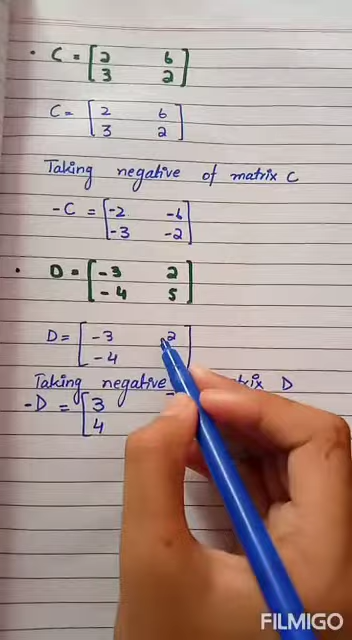 • C = [2 6
3 2]
C = [2 6
3 2]
Taking negative of matrix C
-C = [-2 -6
-3 -2]
• D = [-3 2
-4 5]
D = [-3 2
-4 ]
Taking negative matrix D
-D = [3
4
FILMIGO